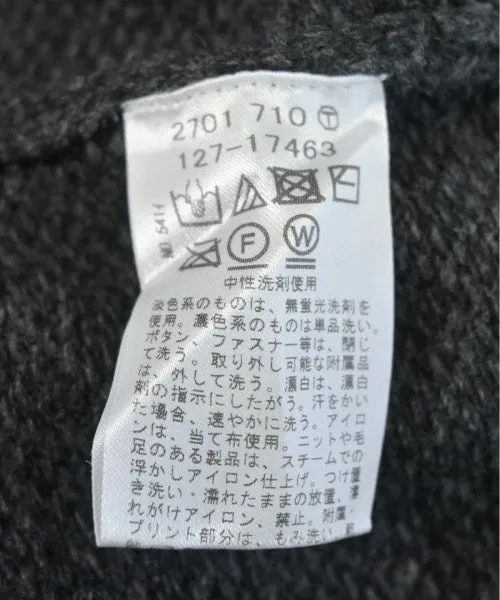 2701 710 Ⓣ
127-17463
NO.541イ
F W
中性洗剤使用
淡色系のものは、無蛍光洗剤を
使用。濃色系のものは単品洗い。
ボタン、ファスナー等は、閉じ
て洗う。取り外し可能な附属品
は、外して洗う。漂白は、漂白
剤の指示にしたがう。汗をかい
た場合、速やかに洗う。アイロ
ンは、当て布使用。ニットや毛
足のある製品は、スチームでの
浮かしアイロン仕上げ。つけ置
き洗い・濡れたままの放置、濡
れがけアイロン、禁止。附属・
プリント部分は、もみ洗い、